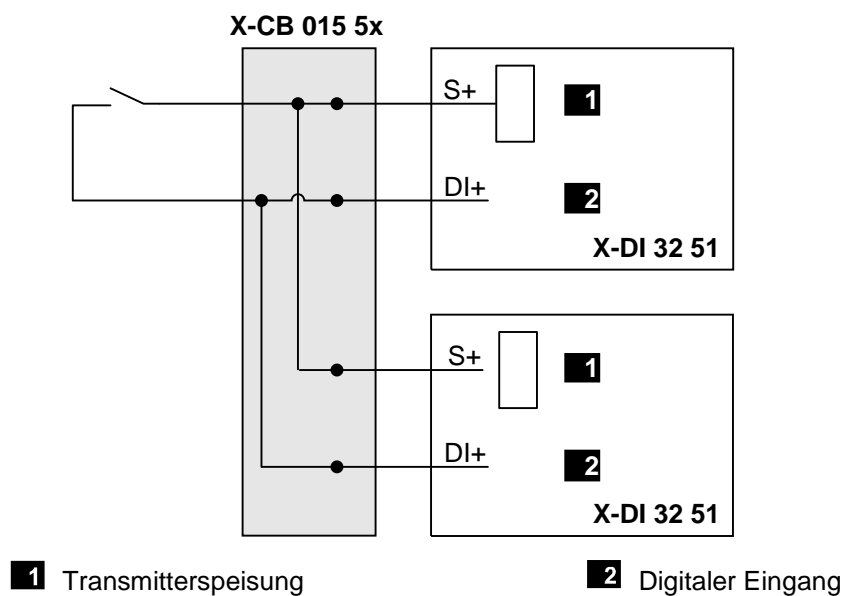 X-CB 015 5x
S+ 1
DI+ 2
X-DI 32 51
S+ 1
DI+ 2
X-DI 32 51
1 Transmitterspeisung 2 Digitaler Eingang